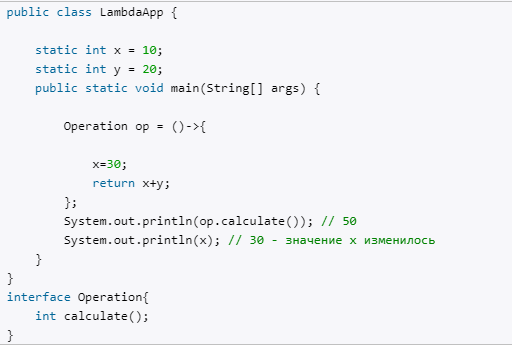 public class LambdaApp {
static int x = 10;
static int y = 20;
public static void main(String[] args) {
Operation op = ()->{
x=30;
return x+y;
};
System.out.println(op.calculate()); // 50
System.out.println(x); // 30 - значение x изменилось
}
}
interface Operation{
int calculate();
}